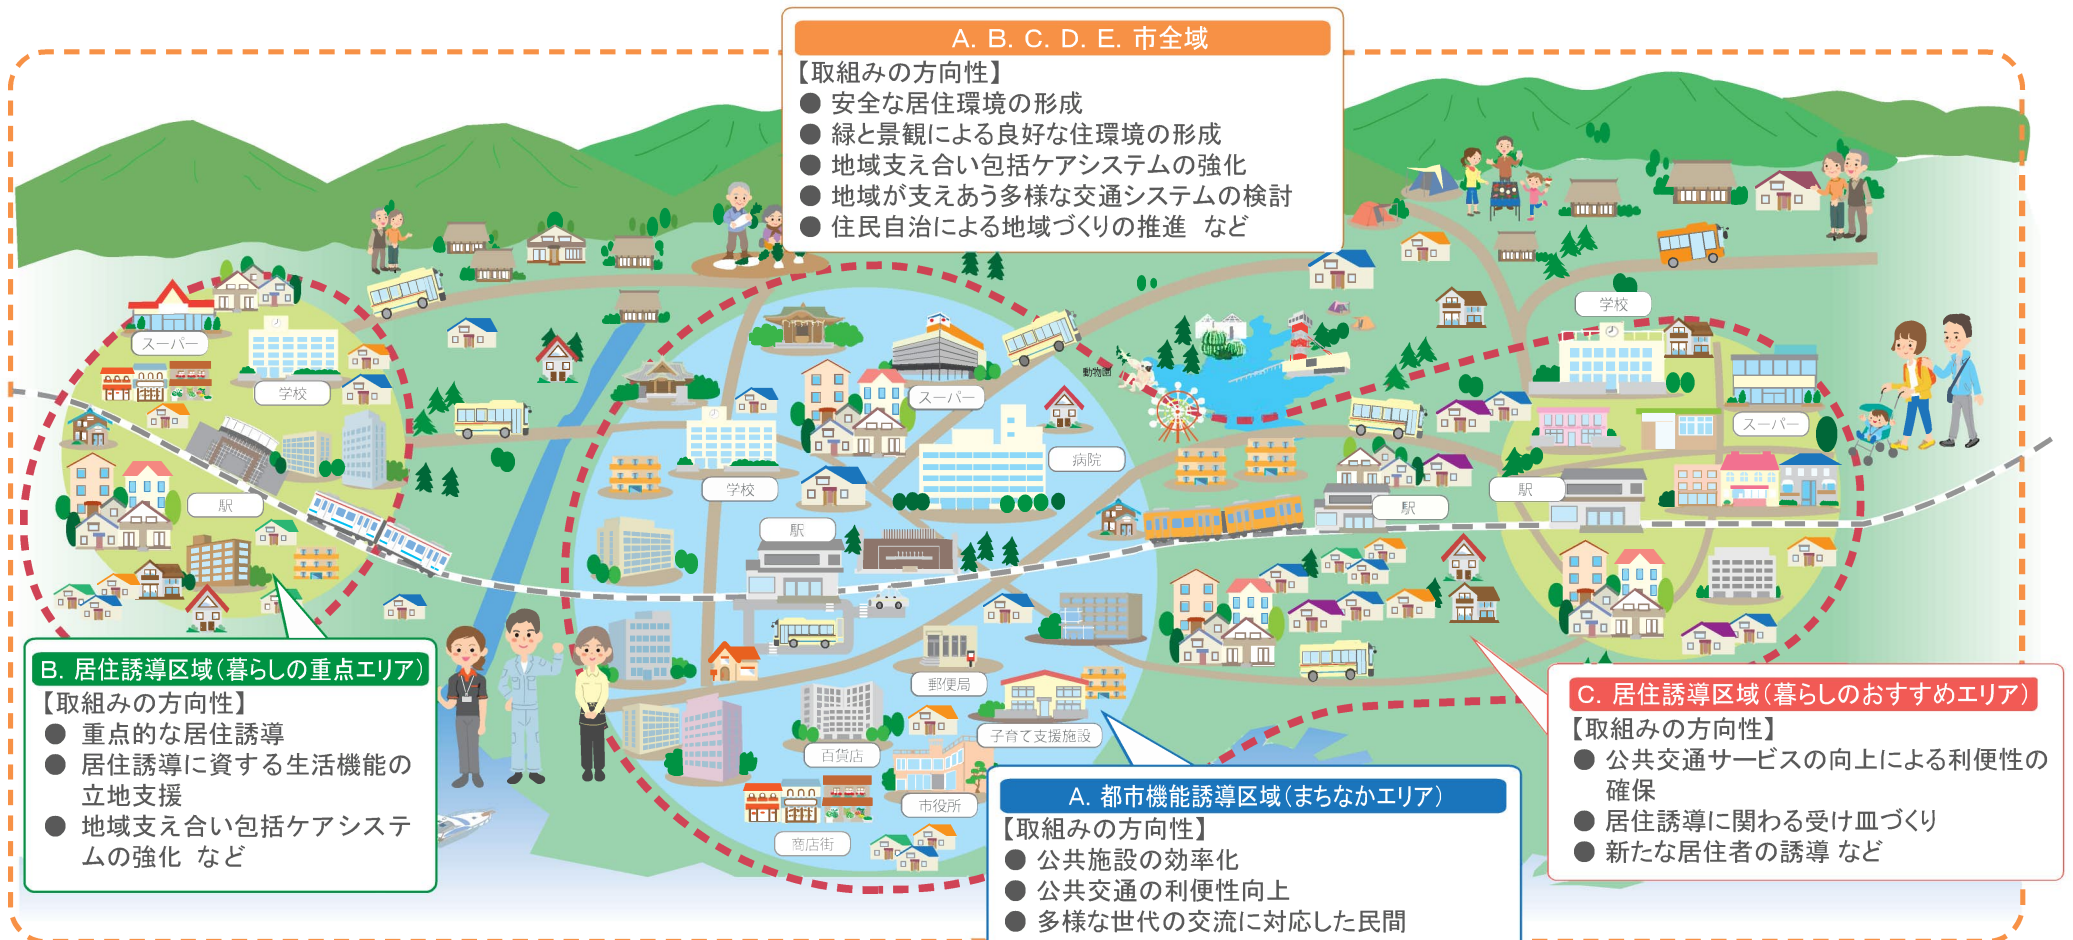 A. B. C. D. E. 市全域
【取組みの方向性】
● 安全な居住環境の形成
● 緑と景観による良好な住環境の形成
● 地域支え合い包括ケアシステムの強化
● 地域が支えあう多様な交通システムの検討
● 住民自治による地域づくりの推進 など
スーパー
学校
駅
スーパー
学校
病院
駅
動物園
学校
スーパー
駅
駅
郵便局
子育て支援施設
百貨店
市役所
商店街
B. 居住誘導区域（暮らしの重点エリア）
【取組みの方向性】
● 重点的な居住誘導
● 居住誘導に資する生活機能の
立地支援
● 地域支え合い包括ケアシステ
ムの強化 など
A. 都市機能誘導区域（まちなかエリア）
【取組みの方向性】
● 公共施設の効率化
● 公共交通の利便性向上
● 多様な世代の交流に対応した民間
C. 居住誘導区域（暮らしのおすすめエリア）
【取組みの方向性】
● 公共交通サービスの向上による利便性の
確保
● 居住誘導に関わる受け皿づくり
● 新たな居住者の誘導 など